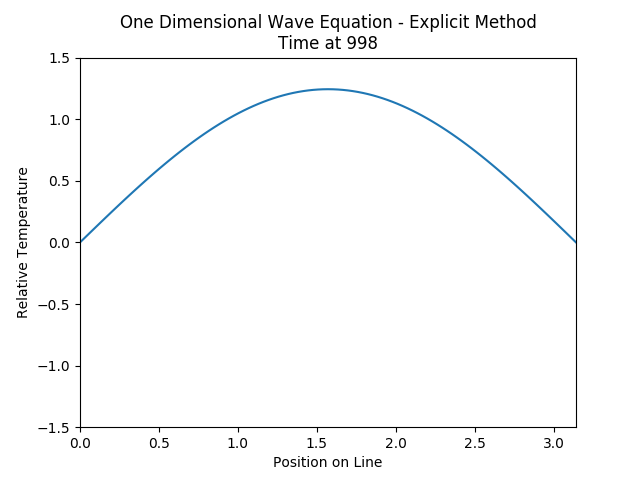 One Dimensional Wave Equation - Explicit Method
Time at 998
1.5
1.0
0.5
0.0
−0.5
−1.0
−1.5
Relative Temperature
0.0 0.5 1.0 1.5 2.0 2.5 3.0
Position on Line